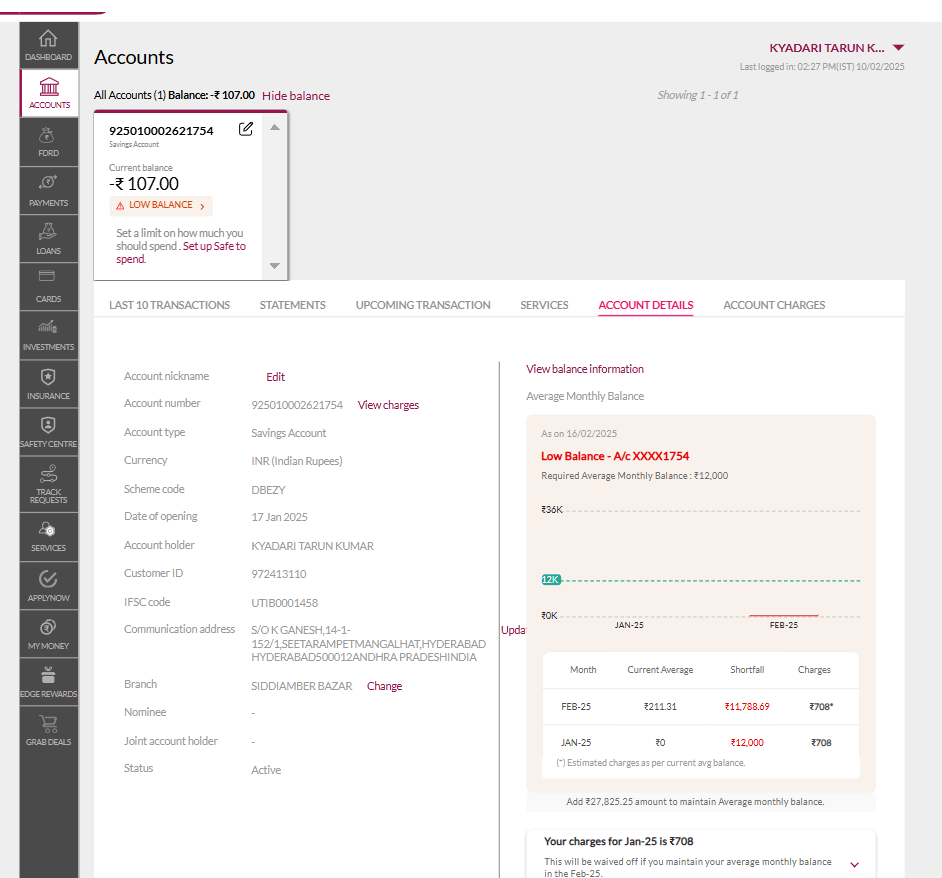 DASHBOARD
ACCOUNTS
FDRD
PAYMENTS
LOANS
CARDS
INVESTMENTS
INSURANCE
SAFETY CENTRE
TRACK
REQUESTS
SERVICES
APPLYNOW
MY MONEY
EDGE REWARDS
GRAB DEALS
Accounts
KYADARI TARUN K...
Last logged in: 02:27 PM(IST) 10/02/2025
All Accounts (1) Balance: -₹ 107.00 Hide balance
Showing 1 - 1 of 1
925010002621754
Savings Account
Current balance
-₹ 107.00
LOW BALANCE
Set a limit on how much you
should spend . Set up Safe to
spend.
LAST 10 TRANSACTIONS STATEMENTS UPCOMING TRANSACTION SERVICES ACCOUNT DETAILS ACCOUNT CHARGES
Account nickname Edit
Account number 925010002621754 View charges
Account type Savings Account
Currency INR (Indian Rupees)
Scheme code DBEZY
Date of opening 17 Jan 2025
Account holder KYADARI TARUN KUMAR
Customer ID 972413110
IFSC code UTIB0001458
Communication address S/O K GANESH,14-1-
152/1,SEETARAMPETMANGALHAT,HYDERABAD
HYDERABAD500012ANDHRA PRADESHINDIA
Updat
Branch SIDDIAMBER BAZAR Change
Nominee -
Joint account holder -
Status Active
View balance information
Average Monthly Balance
As on 16/02/2025
Low Balance - A/c XXXX1754
Required Average Monthly Balance : ₹12,000
₹36K
12K
₹0K
JAN-25 FEB-25
Month Current Average Shortfall Charges
FEB-25 ₹211.31 ₹11,788.69 ₹708*
JAN-25 ₹0 ₹12,000 ₹708
(*) Estimated charges as per current avg balance.
Add ₹27,825.25 amount to maintain Average monthly balance.
Your charges for Jan-25 is ₹708
This will be waived off if you maintain your average monthly balance
in the Feb-25.